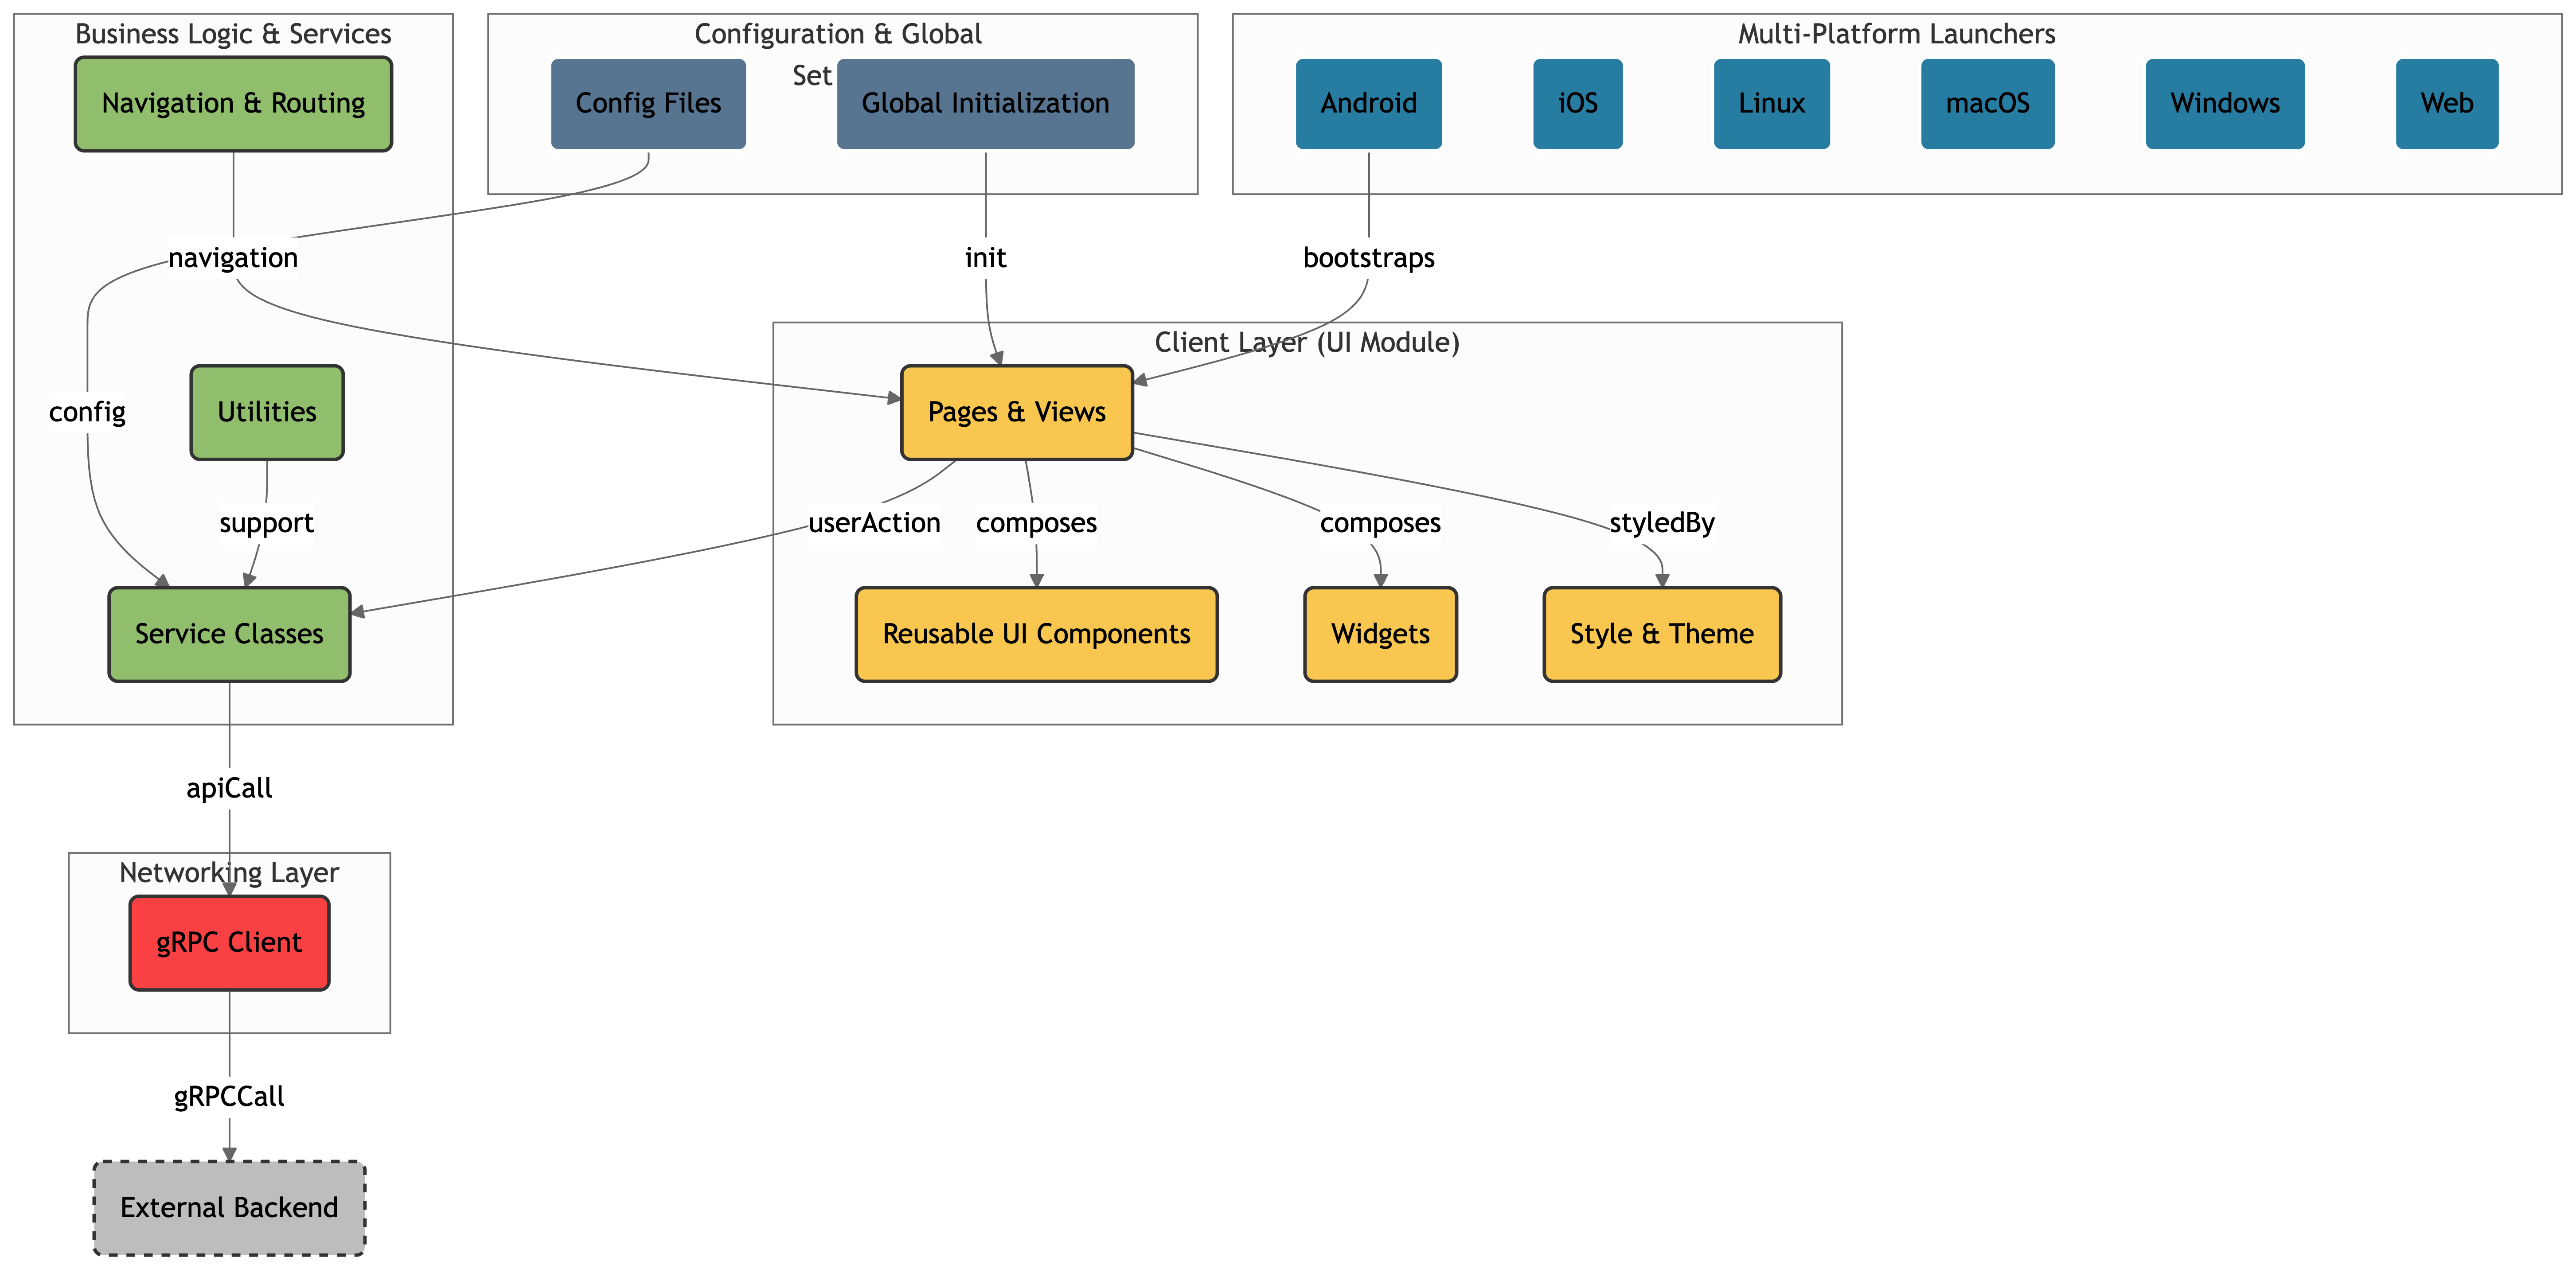 Business Logic & Services
Navigation & Routing
Configuration & Global
Set
Config Files
Global Initialization
Multi-Platform Launchers
Android
iOS
Linux
macOS
Windows
Web
navigation
init
bootstraps
Client Layer (UI Module)
config
Utilities
Pages & Views
support
userAction
composes
composes
styledBy
Service Classes
Reusable UI Components
Widgets
Style & Theme
apiCall
Networking Layer
gRPC Client
gRPCCall
External Backend